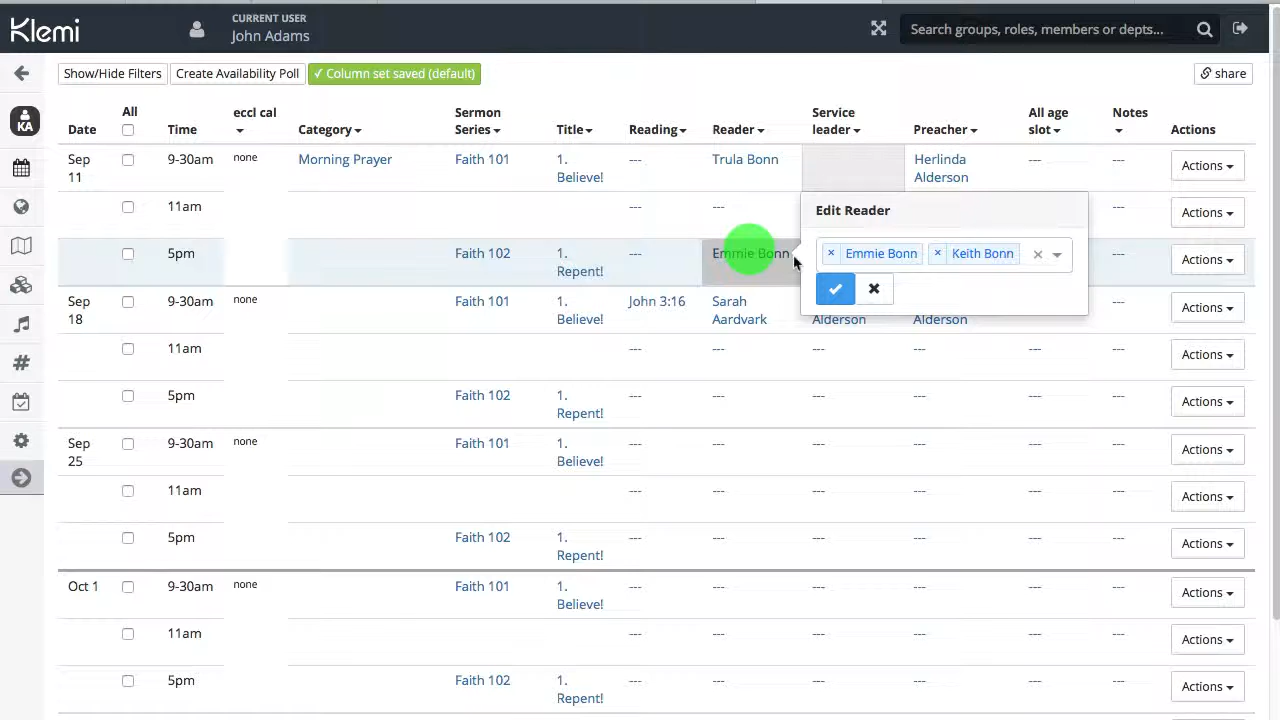 Klemi
CURRENT USER
John Adams
Search groups, roles, members or depts...
Show/Hide Filters
Create Availability Poll
✓ Column set saved (default)
share
KA
Date All Time eccl cal Category Sermon Series Title Reading Reader Service leader Preacher All age slot Notes Actions
Sep 11 9-30am none Morning Prayer Faith 101 1. Believe! --- Trula Bonn Herlinda Alderson --- --- Actions
11am --- --- --- Actions
5pm Faith 102 1. Repent! Emmie Bonn Actions
Edit Reader
× Emmie Bonn × Keith Bonn ×
Sep 18 9-30am none Faith 101 1. Believe! John 3:16 Sarah Aardvark Alderson Alderson --- Actions
11am --- --- --- --- --- --- Actions
5pm Faith 102 1. Repent! --- --- --- --- --- --- Actions
Sep 25 9-30am none Faith 101 1. Believe! --- --- --- --- --- --- Actions
11am --- --- --- --- --- --- Actions
5pm Faith 102 1. Repent! --- --- --- --- --- --- Actions
Oct 1 9-30am none Faith 101 1. Believe! --- --- --- --- --- --- Actions
11am --- --- --- --- --- --- Actions
5pm Faith 102 1. Repent! --- --- --- --- --- --- Actions